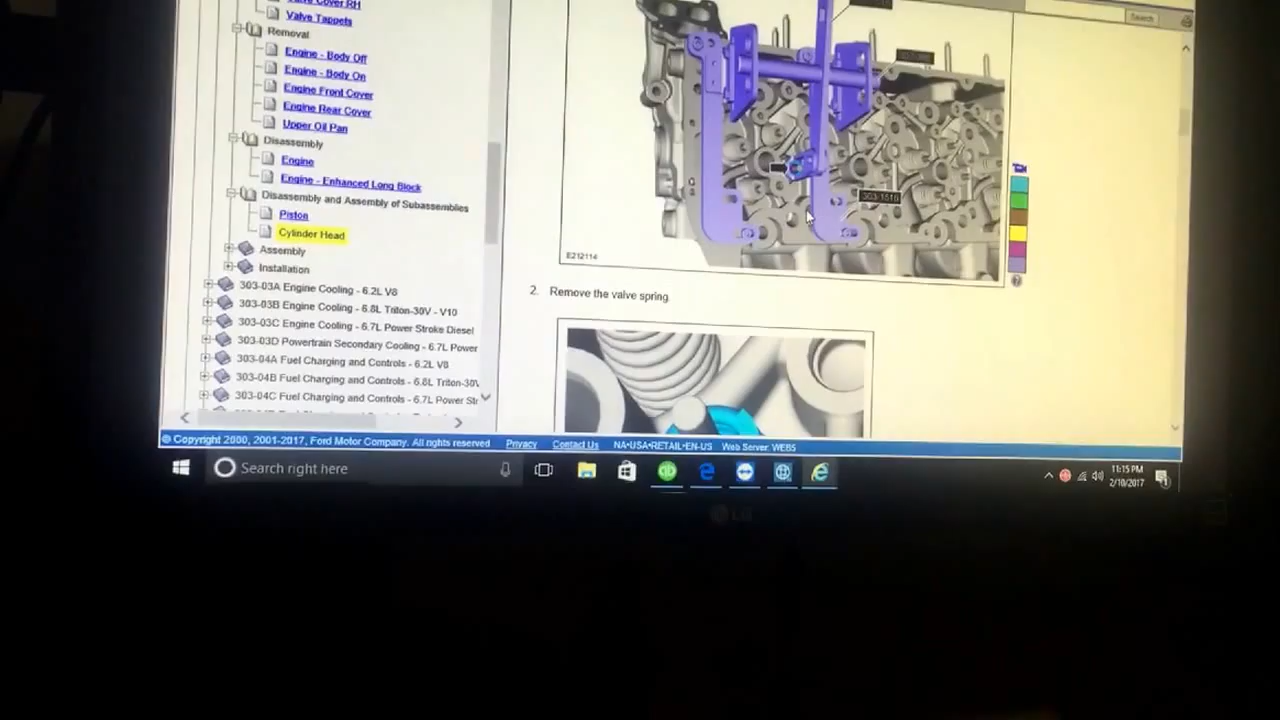 Valve Cover RH
Valve Tappets
Removal
Engine - Body Off
Engine - Body On
Engine Front Cover
Engine Rear Cover
Upper Oil Pan
Disassembly
Engine
Engine - Enhanced Long Block
Disassembly and Assembly of Subassemblies
Piston
Cylinder Head
Assembly
Installation
303-03A Engine Cooling - 6.2L V8
303-03B Engine Cooling - 6.8L Triton-30V - V10
303-03C Engine Cooling - 6.7L Power Stroke Diesel
303-03D Powertrain Secondary Cooling - 6.7L Power
303-04A Fuel Charging and Controls - 6.2L V8
303-04B Fuel Charging and Controls - 6.8L Triton-30V
303-04C Fuel Charging and Controls - 6.7L Power Str
Search
303-1516
E212114
2. Remove the valve spring.
© Copyright 2000, 2001-2017, Ford Motor Company. All rights reserved Privacy Contact Us NA•USA•RETAIL•EN-US Web Server: WEB5
Search right here
qb
11:15 PM
2/10/2017
LG